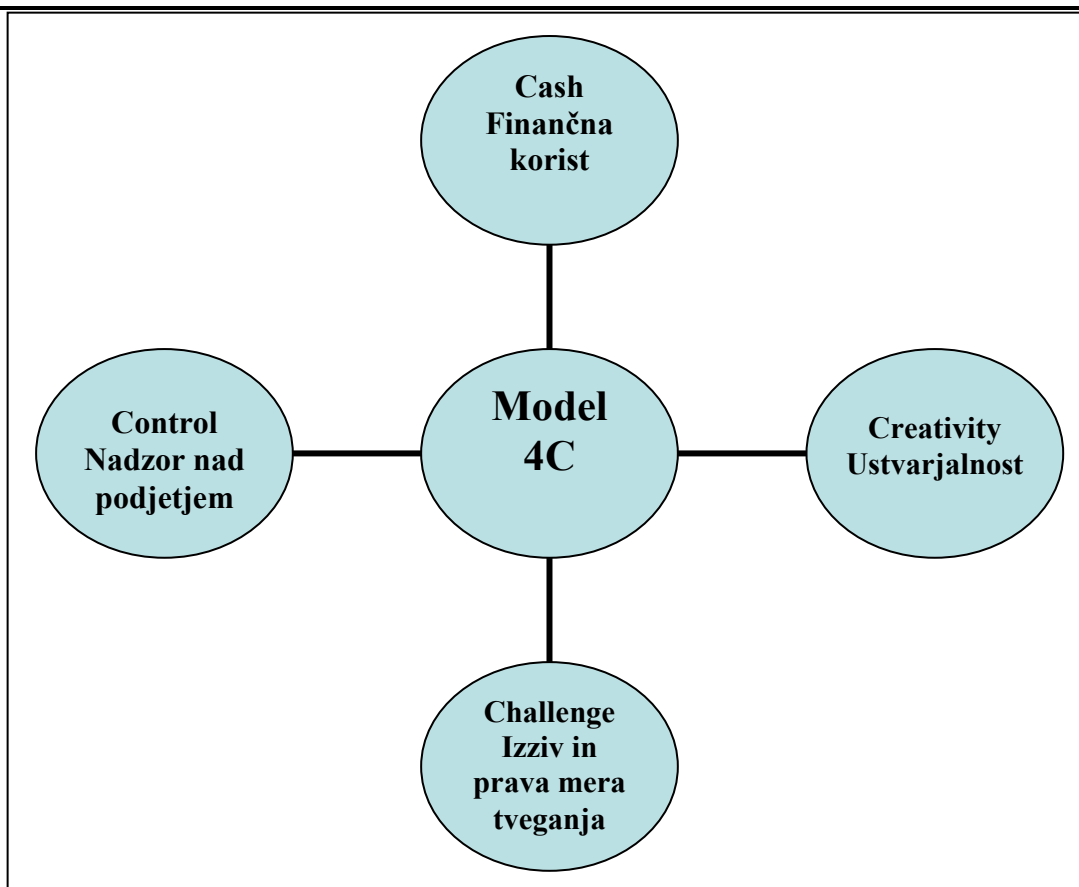 Cash
Finančna
korist
Control
Nadzor nad
podjetjem
Model
4C
Creativity
Ustvarjalnost
Challenge
Izziv in
prava mera
tveganja